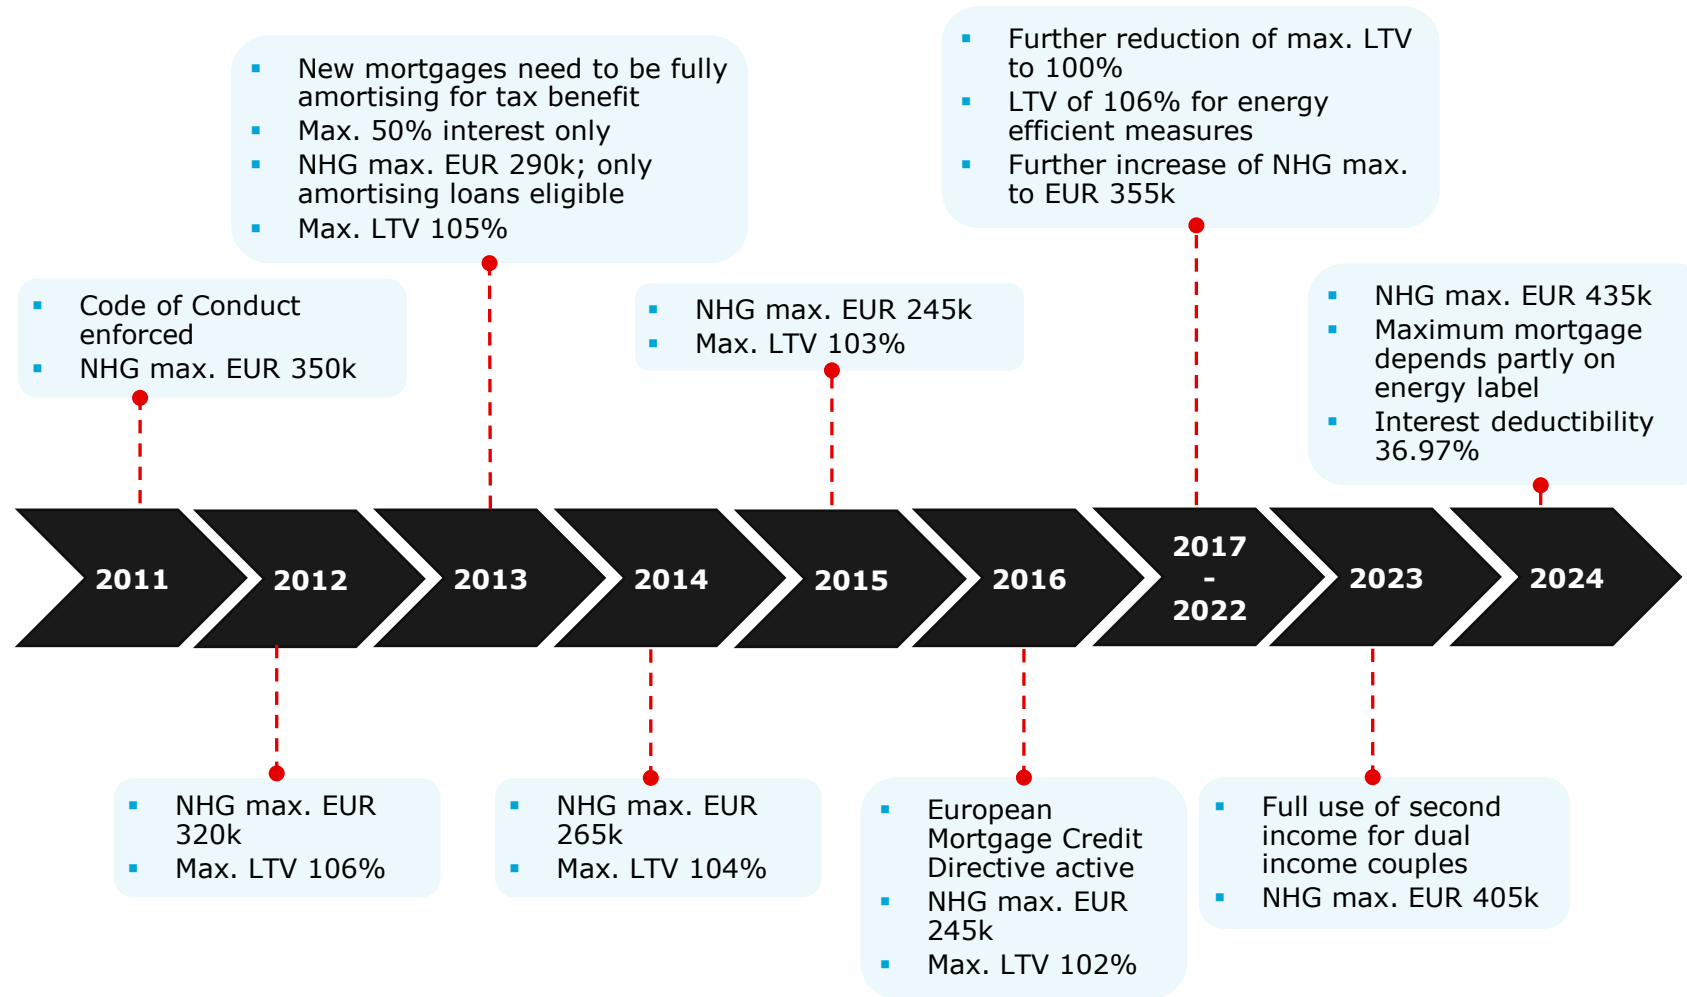 ▪ New mortgages need to be fully
amortising for tax benefit
▪ Max. 50% interest only
▪ NHG max. EUR 290k; only
amortising loans eligible
▪ Max. LTV 105%
▪ Further reduction of max. LTV
to 100%
▪ LTV of 106% for energy
efficient measures
▪ Further increase of NHG max.
to EUR 355k
▪ Code of Conduct
enforced
▪ NHG max. EUR 350k
▪ NHG max. EUR 245k
▪ Max. LTV 103%
▪ NHG max. EUR 435k
▪ Maximum mortgage
depends partly on
energy label
▪ Interest deductibility
36.97%
2011
2012
2013
2014
2015
2016
2017
-
2022
2023
2024
▪ NHG max. EUR
320k
▪ Max. LTV 106%
▪ NHG max. EUR
265k
▪ Max. LTV 104%
▪ European
Mortgage Credit
Directive active
▪ NHG max. EUR
245k
▪ Max. LTV 102%
▪ Full use of second
income for dual
income couples
▪ NHG max. EUR 405k